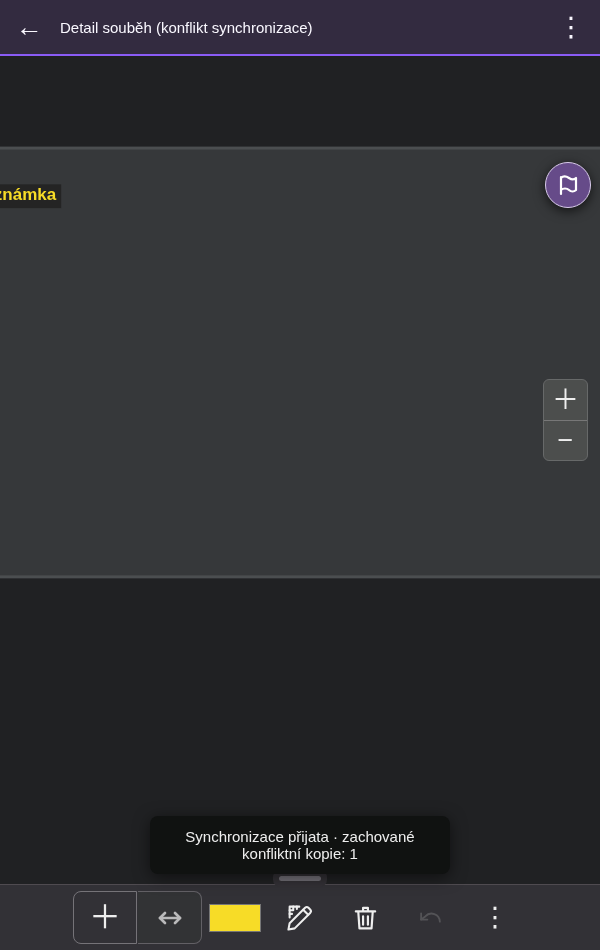 Detail souběh (konflikt synchronizace)
známka
Synchronizace přijata · zachované
konfliktní kopie: 1